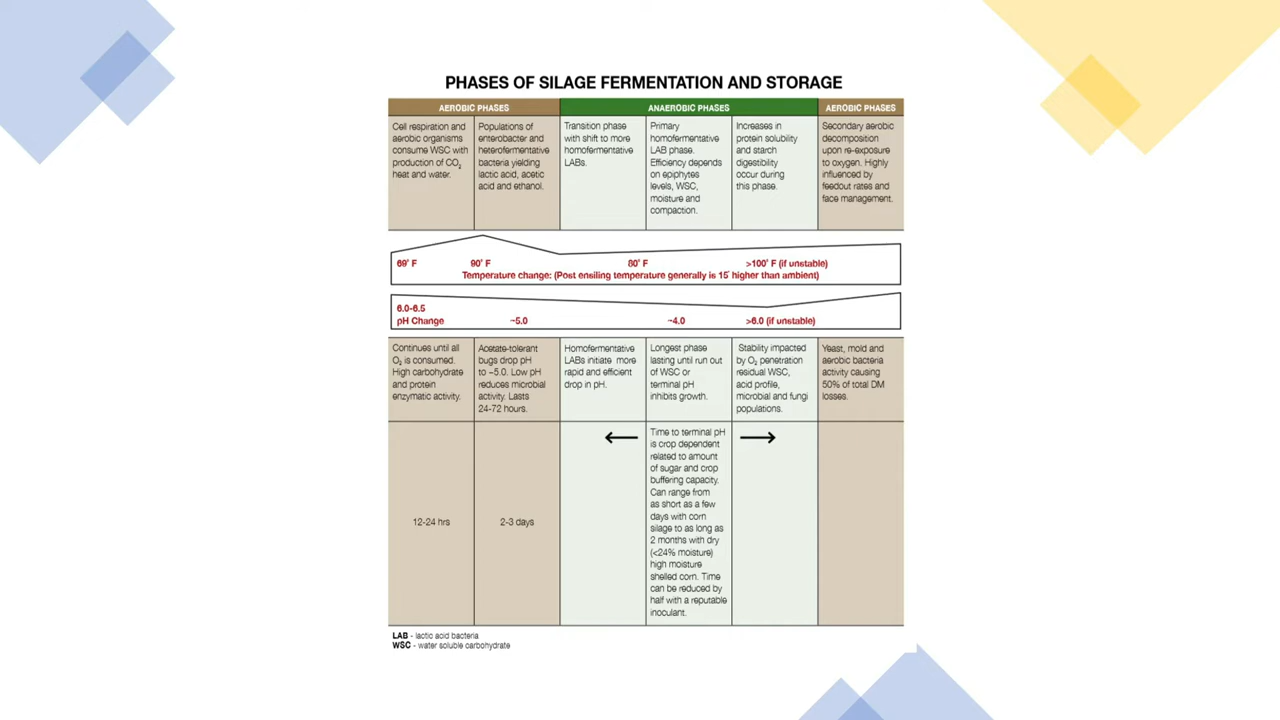 PHASES OF SILAGE FERMENTATION AND STORAGE
AEROBIC PHASES
ANAEROBIC PHASES
AEROBIC PHASES
Cell respiration and
aerobic organisms
consume WSC with
production of CO₂
heat and water.
Populations of
enterobacter and
heterofermentative
bacteria yielding
lactic acid, acetic
acid and ethanol.
Transition phase
with shift to more
homofermentative
LABs.
Primary
homofermentative
LAB phase.
Efficiency depends
on epiphytes
levels, WSC,
moisture and
compaction.
Increases in
protein solubility
and starch
digestibility
occur during
this phase.
Secondary aerobic
decomposition
upon re-exposure
to oxygen. Highly
influenced by
feedout rates and
face management.
69° F
90° F
80° F
>100° F (if unstable)
Temperature change: (Post ensiling temperature generally is 15° higher than ambient)
6.0-6.5
pH Change
~5.0
~4.0
>6.0 (if unstable)
Continues until all
O₂ is consumed.
High carbohydrate
and protein
enzymatic activity.
Acetate-tolerant
bugs drop pH
to ~5.0. Low pH
reduces microbial
activity. Lasts
24-72 hours.
Homofermentative
LABs initiate more
rapid and efficient
drop in pH.
Longest phase
lasting until run out
of WSC or
terminal pH
inhibits growth.
Stability impacted
by O₂ penetration
residual WSC,
acid profile,
microbial and fungi
populations.
Yeast, mold and
aerobic bacteria
activity causing
50% of total DM
losses.
12-24 hrs
2-3 days
Time to terminal pH
is crop dependent
related to amount
of sugar and crop
buffering capacity.
Can range from
as short as a few
days with corn
silage to as long as
2 months with dry
(<24% moisture)
high moisture
shelled corn. Time
can be reduced by
half with a reputable
inoculant.
LAB - lactic acid bacteria
WSC - water soluble carbohydrate